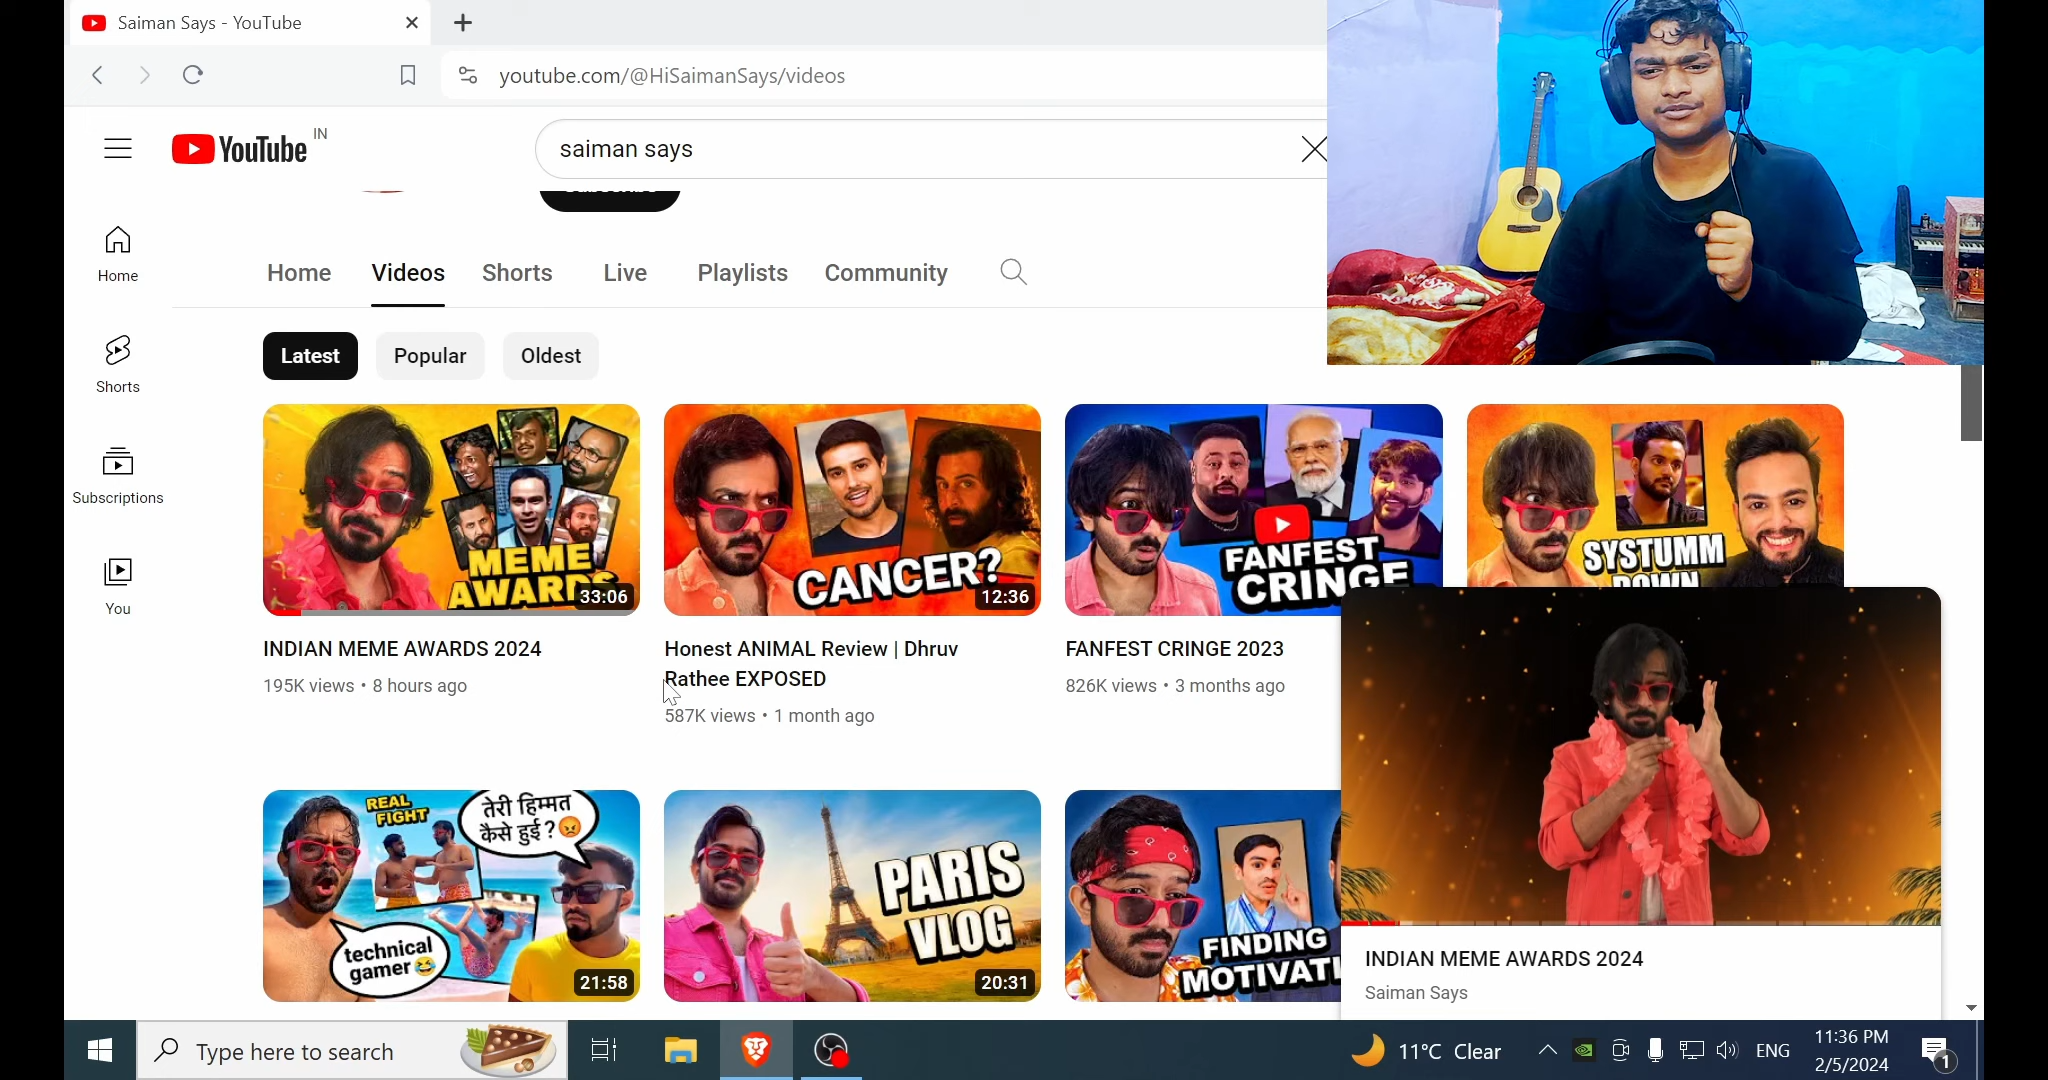 Saiman Says - YouTube
youtube.com/@HiSaimanSays/videos
YouTube IN
saiman says
Home
Shorts
Subscriptions
You
Home Videos Shorts Live Playlists Community
Latest Popular Oldest
MEME
AWARDS
33:06
INDIAN MEME AWARDS 2024
195K views • 8 hours ago
CANCER?
12:36
Honest ANIMAL Review | Dhruv
Rathee EXPOSED
587K views • 1 month ago
FANFEST
CRINGE
FANFEST CRINGE 2023
826K views • 3 months ago
SYSTUMM
DOWN
REAL
FIGHT
तेरी हिम्मत
कैसे हुई ?
technical
gamer
21:58
PARIS
VLOG
20:31
FINDING
MOTIVATI
INDIAN MEME AWARDS 2024
Saiman Says
Type here to search
11°C Clear
ENG
11:36 PM
2/5/2024
1